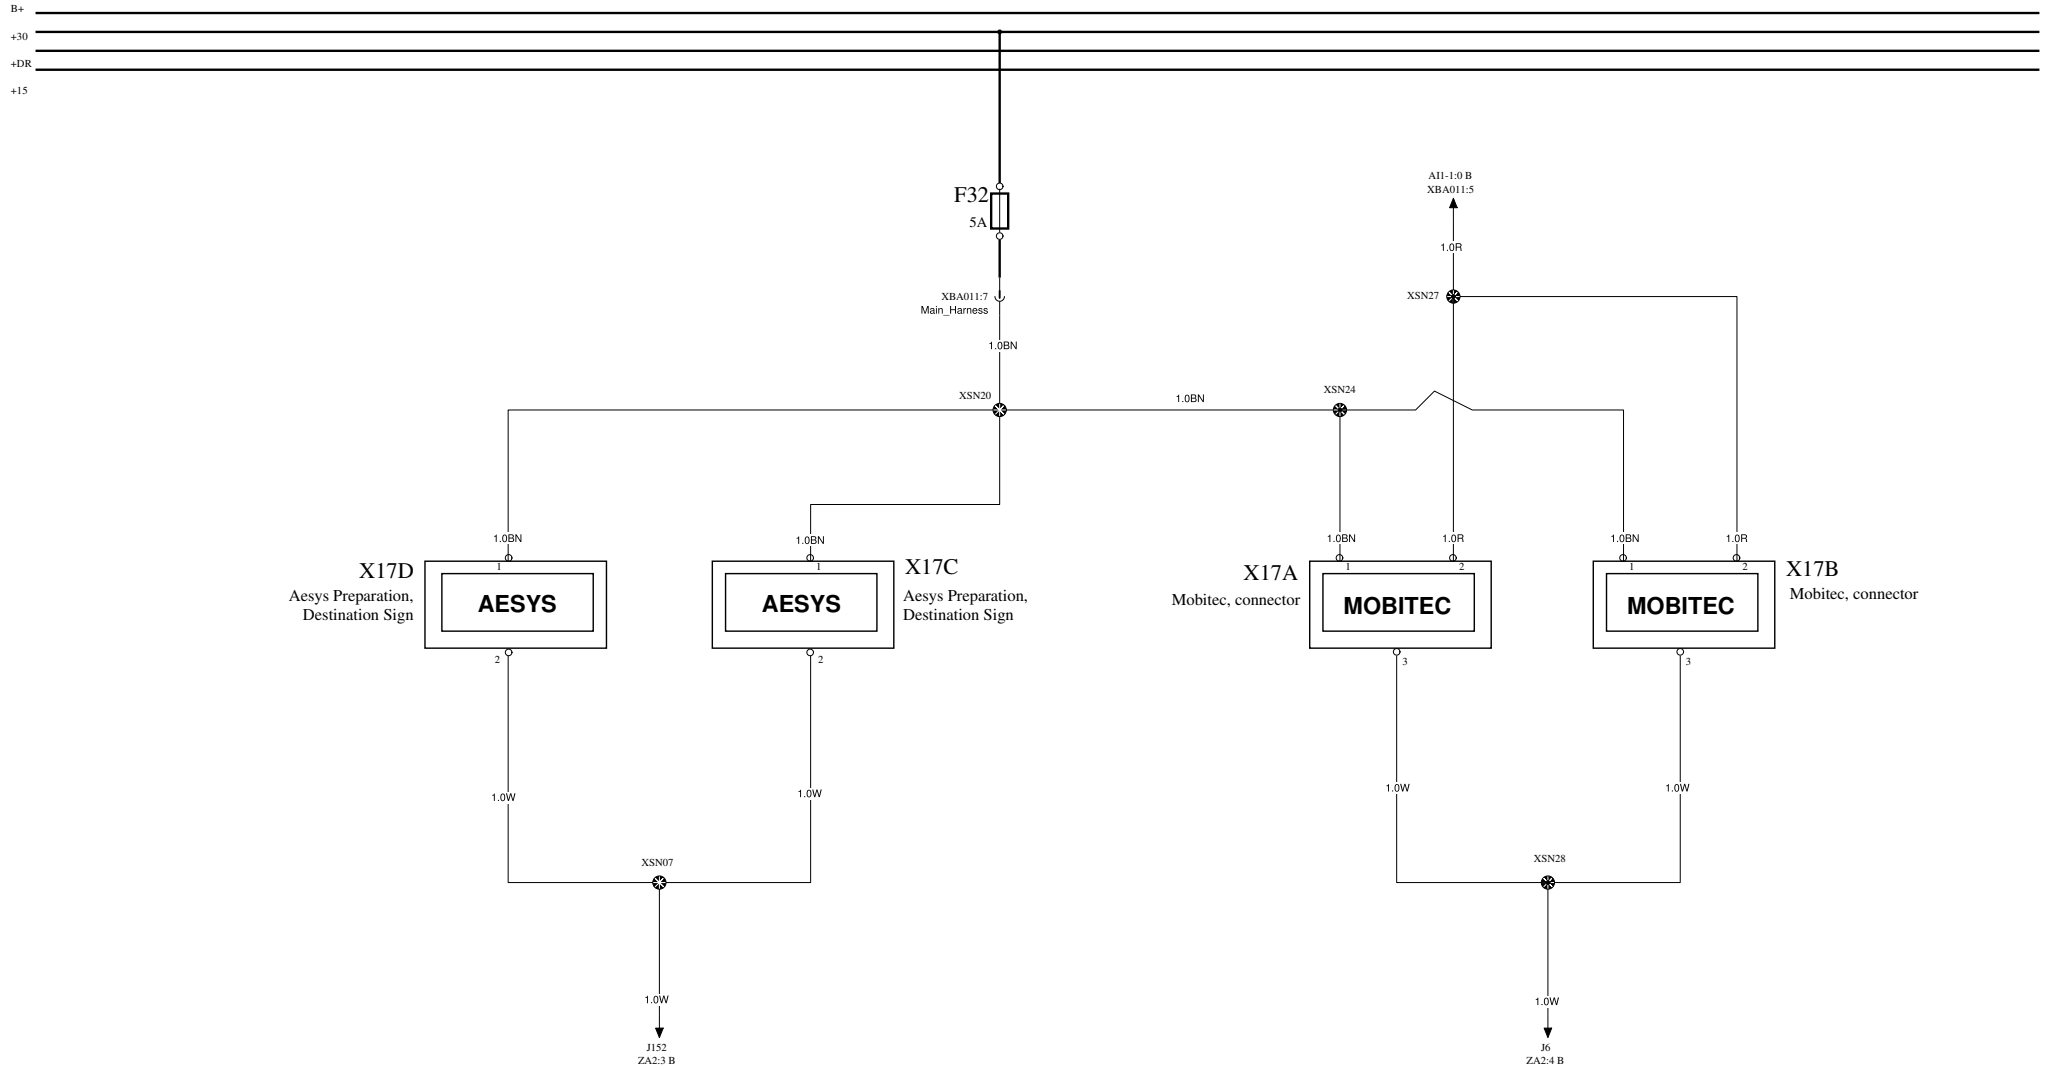 B+
+30
+DR
+15
AI1-1:0 B
XBA011:5
F32
5A
1.0R
XBA011:7
Main_Harness
XSN27
1.0BN
XSN20
1.0BN
XSN24
1.0BN
1.0BN
1.0BN
1.0R
1.0BN
1.0R
1
1
1
2
1
2
X17D
Aesys Preparation,
Destination Sign
AESYS
AESYS
X17C
Aesys Preparation,
Destination Sign
X17A
Mobitec, connector
MOBITEC
MOBITEC
X17B
Mobitec, connector
2
2
3
3
1.0W
1.0W
1.0W
1.0W
XSN07
XSN28
1.0W
1.0W
J152
ZA2:3 B
J6
ZA2:4 B